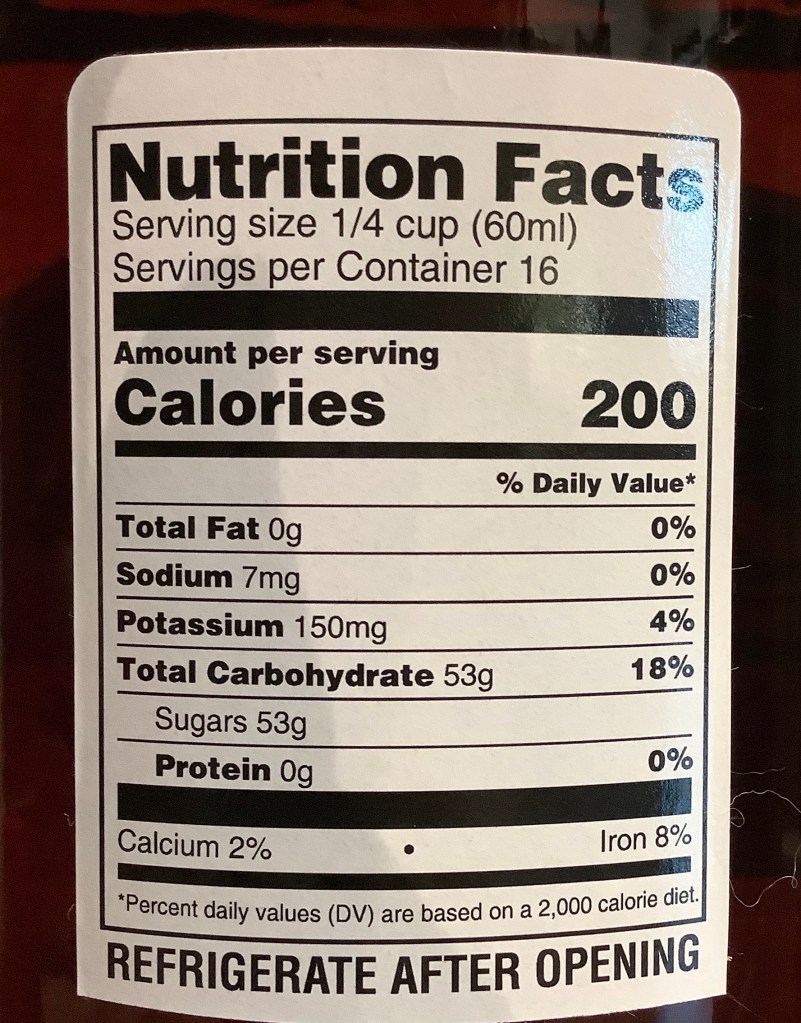 Nutrition Facts
Serving size 1/4 cup (60ml)
Servings per Container 16
Amount per serving
Calories 200
% Daily Value*
Total Fat 0g 0%
Sodium 7mg 0%
Potassium 150mg 4%
Total Carbohydrate 53g 18%
Sugars 53g
Protein 0g 0%
Calcium 2% • Iron 8%
*Percent daily values (DV) are based on a 2,000 calorie diet.
REFRIGERATE AFTER OPENING